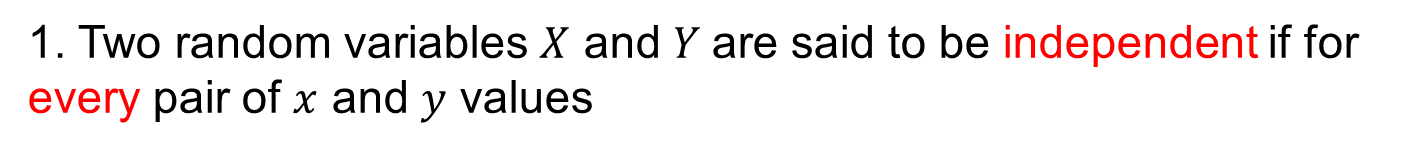 1. Two random variables X and Y are said to be independent if for
every pair of x and y values